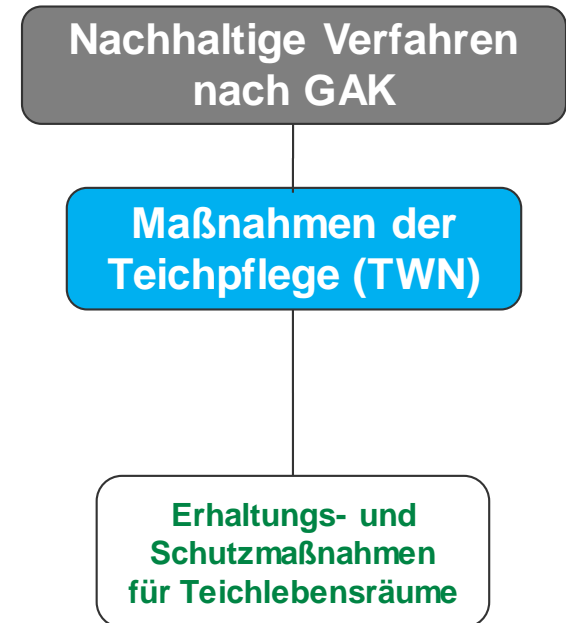 Nachhaltige Verfahren
nach GAK
Maßnahmen der
Teichpflege (TWN)
Erhaltungs- und
Schutzmaßnahmen
für Teichlebensräume